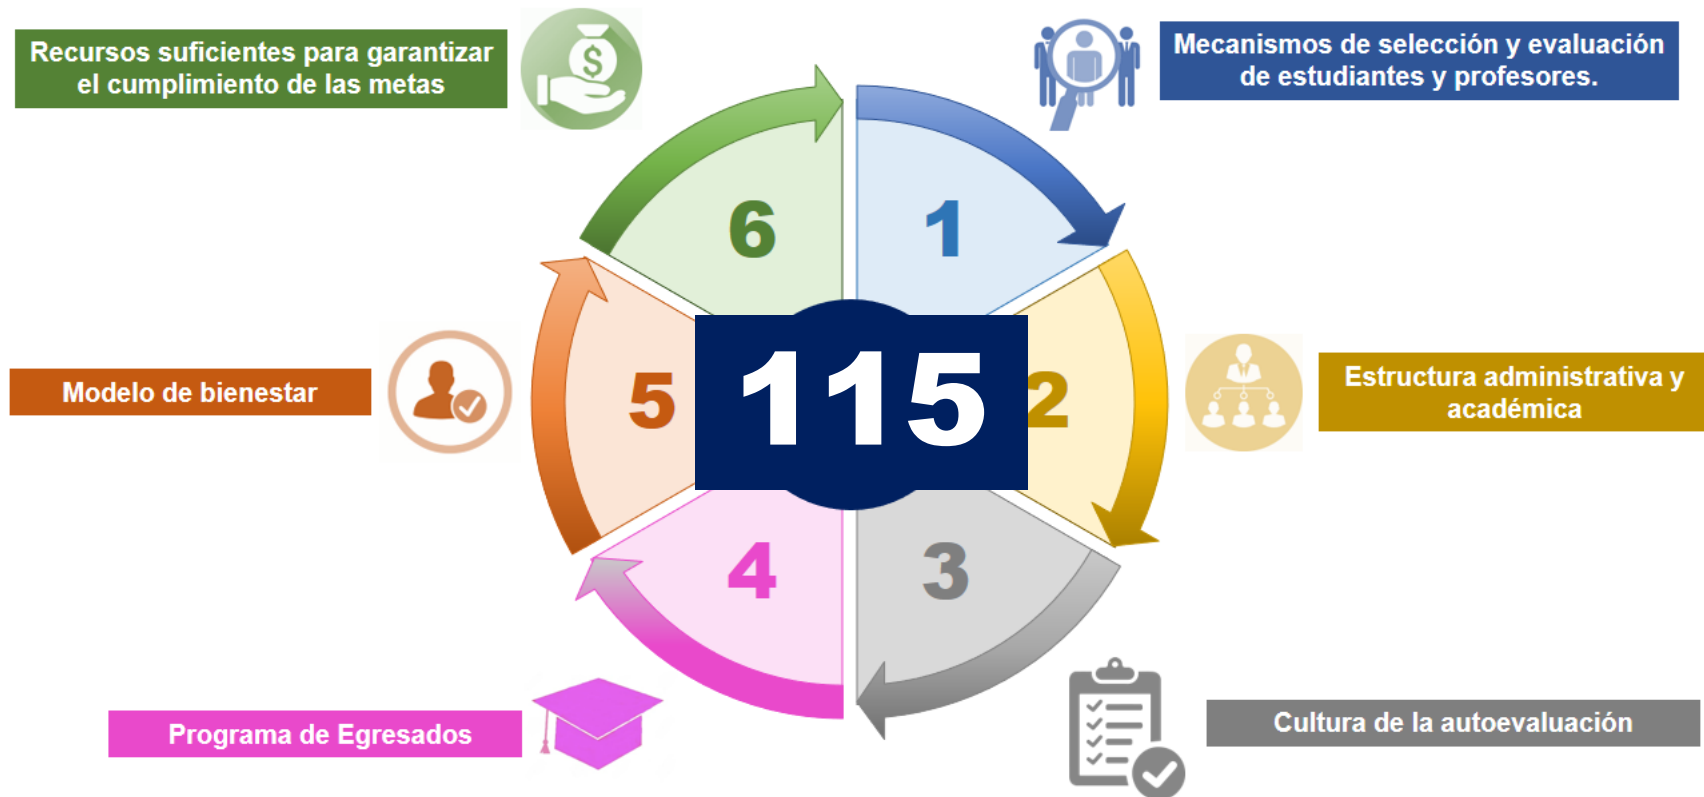 Recursos suficientes para garantizar
el cumplimiento de las metas
$
Mecanismos de selección y evaluación
de estudiantes y profesores.
6
1
Modelo de bienestar
5
115
2
Estructura administrativa y
académica
4
3
Programa de Egresados
Cultura de la autoevaluación